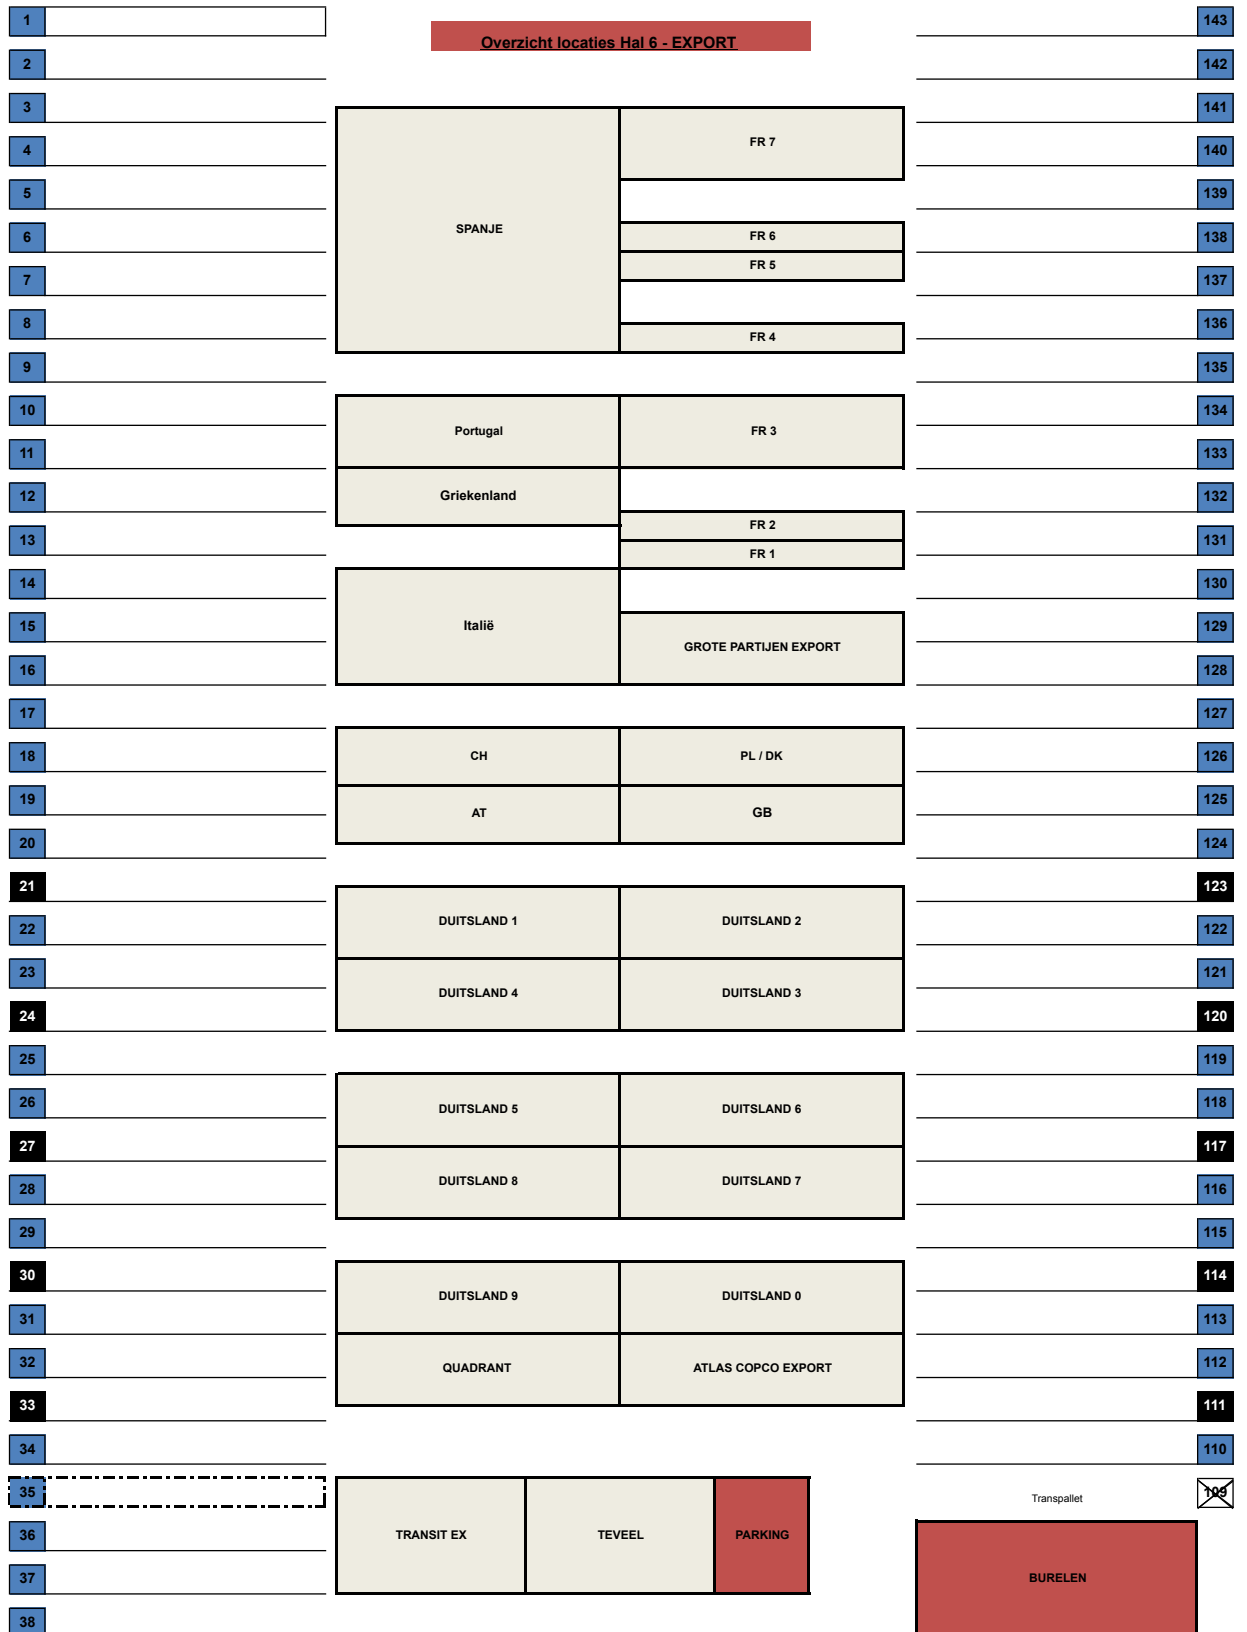 Overzicht locaties Hal 6 - EXPORT
1
2
3
4
5
6
7
8
9
10
11
12
13
14
15
16
17
18
19
20
21
22
23
24
25
26
27
28
29
30
31
32
33
34
35
36
37
38
SPANJE
FR 7
FR 6
FR 5
FR 4
Portugal
FR 3
Griekenland
FR 2
FR 1
Italië
GROTE PARTIJEN EXPORT
CH
PL / DK
AT
GB
DUITSLAND 1
DUITSLAND 2
DUITSLAND 4
DUITSLAND 3
DUITSLAND 5
DUITSLAND 6
DUITSLAND 8
DUITSLAND 7
DUITSLAND 9
DUITSLAND 0
QUADRANT
ATLAS COPCO EXPORT
TRANSIT EX
TEVEEL
PARKING
143
142
141
140
139
138
137
136
135
134
133
132
131
130
129
128
127
126
125
124
123
122
121
120
119
118
117
116
115
114
113
112
111
110
109
Transpallet
BURELEN